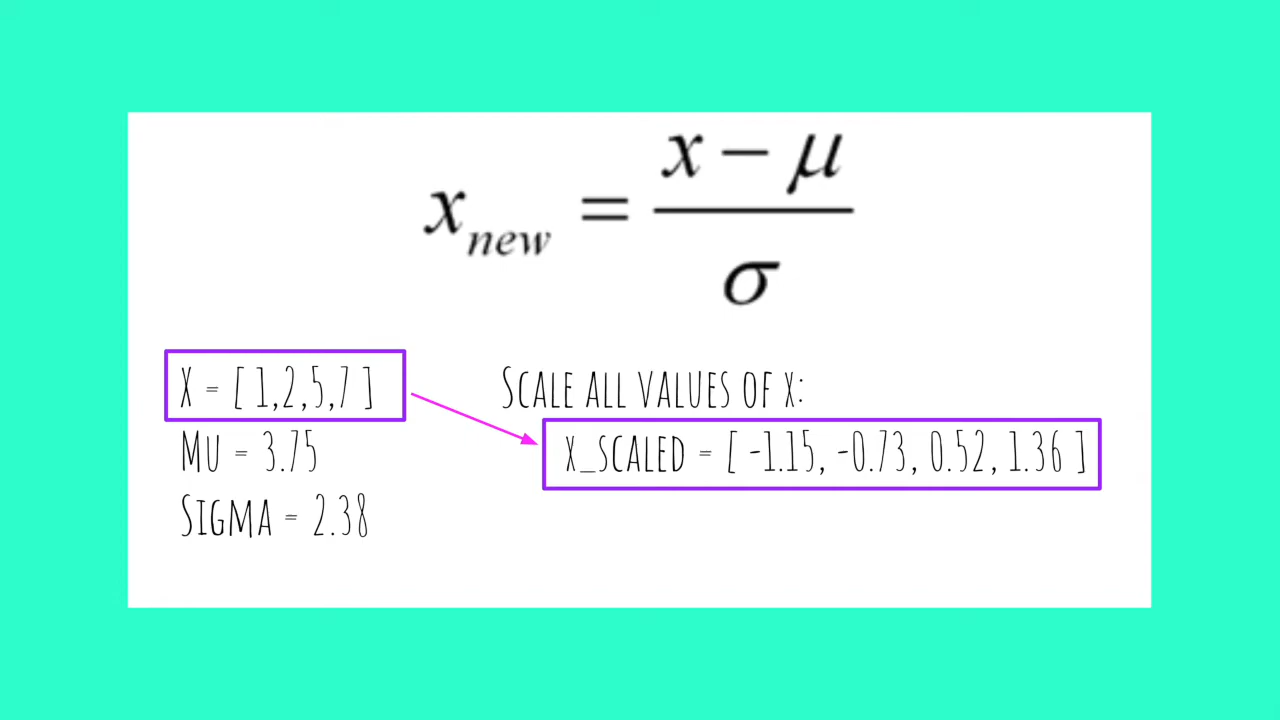 x_new = (x − μ) / σ
X = [ 1,2,5,7 ]
Mu = 3.75
Sigma = 2.38
Scale all values of x:
x_scaled = [ -1.15, -0.73, 0.52, 1.36 ]